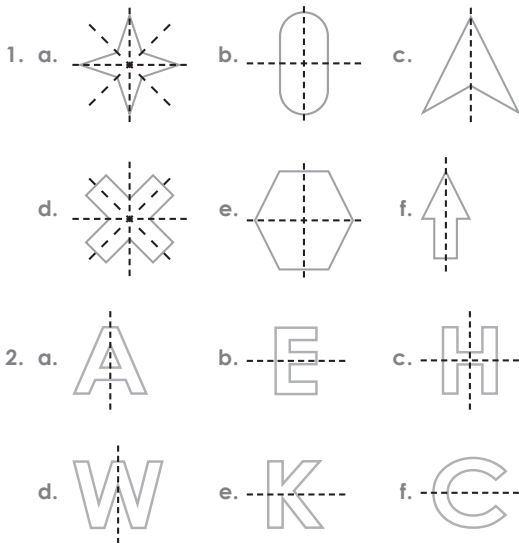 1. a. b. c.
d. e. f.
2. a. A b. E c. H
d. W e. K f. C